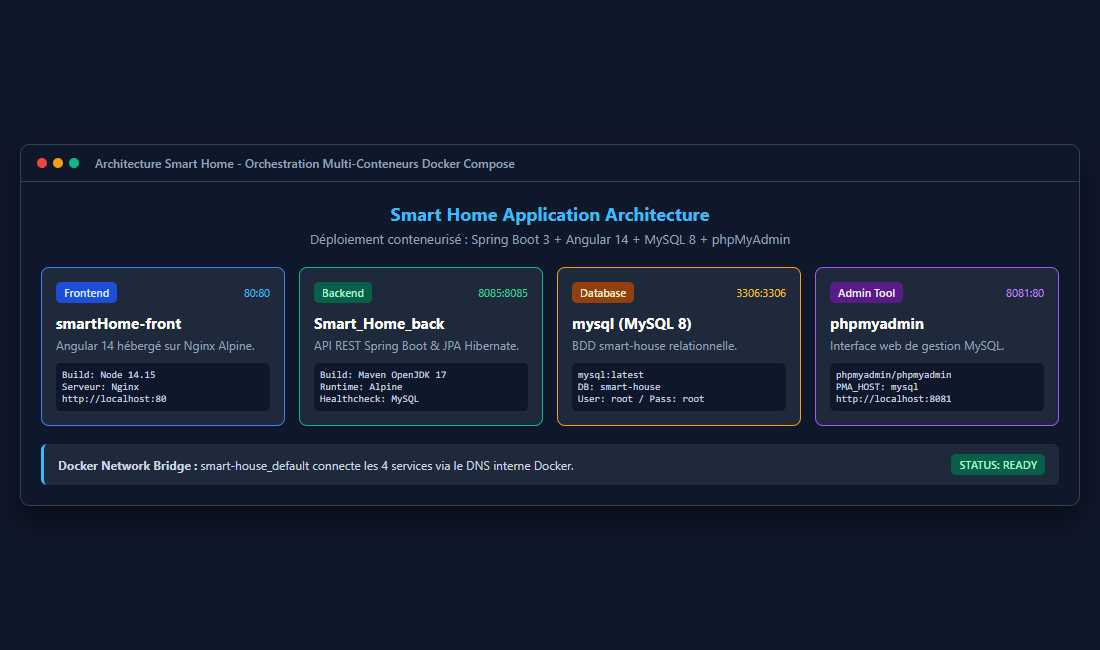 Architecture Smart Home - Orchestration Multi-Conteneurs Docker Compose
Smart Home Application Architecture
Déploiement conteneurisé : Spring Boot 3 + Angular 14 + MySQL 8 + phpMyAdmin
Frontend
80:80
smartHome-front
Angular 14 hébergé sur Nginx Alpine.
Build: Node 14.15
Serveur: Nginx
http://localhost:80
Backend
8085:8085
Smart_Home_back
API REST Spring Boot & JPA Hibernate.
Build: Maven OpenJDK 17
Runtime: Alpine
Healthcheck: MySQL
Database
3306:3306
mysql (MySQL 8)
BDD smart-house relationnelle.
mysql:latest
DB: smart-house
User: root / Pass: root
Admin Tool
8081:80
phpmyadmin
Interface web de gestion MySQL.
phpmyadmin/phpmyadmin
PMA_HOST: mysql
http://localhost:8081
Docker Network Bridge : smart-house_default connecte les 4 services via le DNS interne Docker.
STATUS: READY